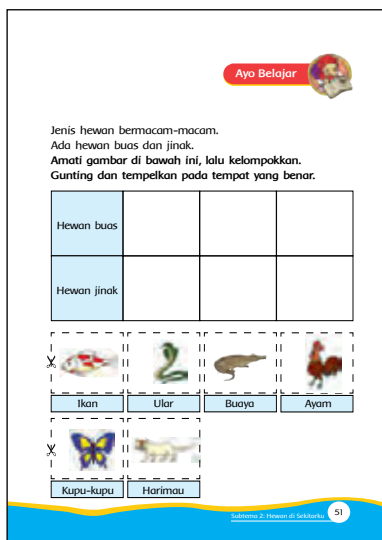 Ayo Belajar
Jenis hewan bermacam-macam.
Ada hewan buas dan jinak.
Amati gambar di bawah ini, lalu kelompokkan.
Gunting dan tempelkan pada tempat yang benar.
Hewan buas
Hewan jinak
Ikan
Ular
Buaya
Ayam
Kupu-kupu
Harimau
Subtema 2: Hewan di Sekitarku
51